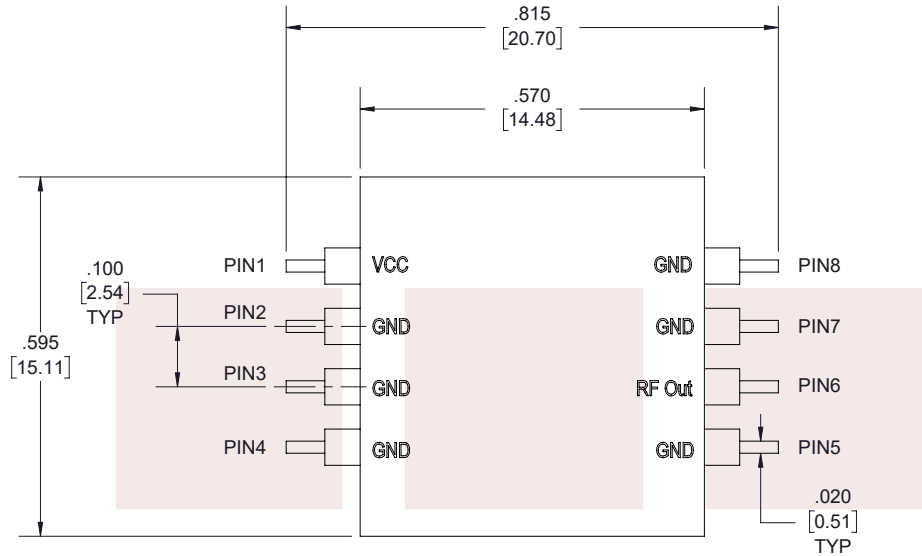 .815
[20.70]
.570
[14.48]
PIN1
VCC
GND
PIN8
.100
[2.54]
TYP
PIN2
GND
GND
PIN7
.595
[15.11]
PIN3
GND
RF Out
PIN6
PIN4
GND
GND
PIN5
.020
[0.51]
TYP